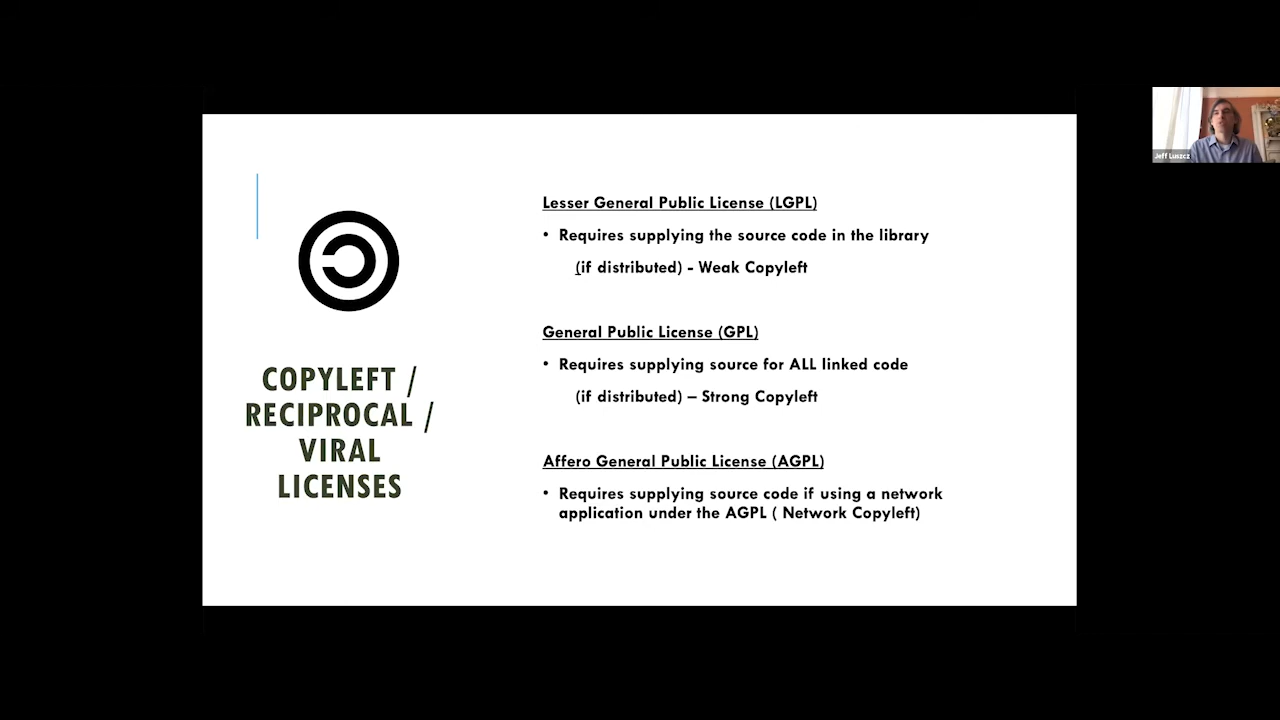 COPYLEFT /
RECIPROCAL /
VIRAL
LICENSES
Lesser General Public License (LGPL)
• Requires supplying the source code in the library
(if distributed) - Weak Copyleft
General Public License (GPL)
• Requires supplying source for ALL linked code
(if distributed) – Strong Copyleft
Affero General Public License (AGPL)
• Requires supplying source code if using a network
application under the AGPL ( Network Copyleft)
Jeff Luszcz